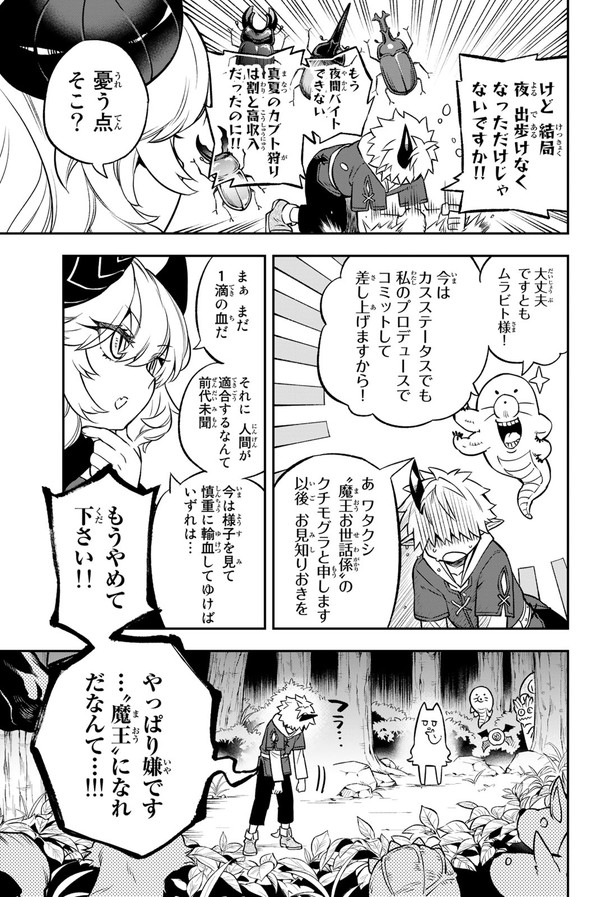 けど 結局
夜 出歩けなく
なっただけじゃ
ないですか!!
もう
夜間バイト
できない
真夏のカブト狩り
は割と高収入
だったのに!!
憂う点
そこ?
大丈夫
ですとも
ムラビト様!
今は
カスステータスでも
私のプロデュースで
コミットして
差し上げますから!
あ ワタクシ
〝魔王お世話係〟の
クチモグラと申します
以後 お見知りおきを
まぁ まだ
1滴の血だ
それに 人間が
適合するなんて
前代未聞
今は様子を見て
慎重に輸血してゆけば
いずれは…
もうやめて
下さい!!
やっぱり嫌です
…〝魔王〟になれ
だなんて…!!!